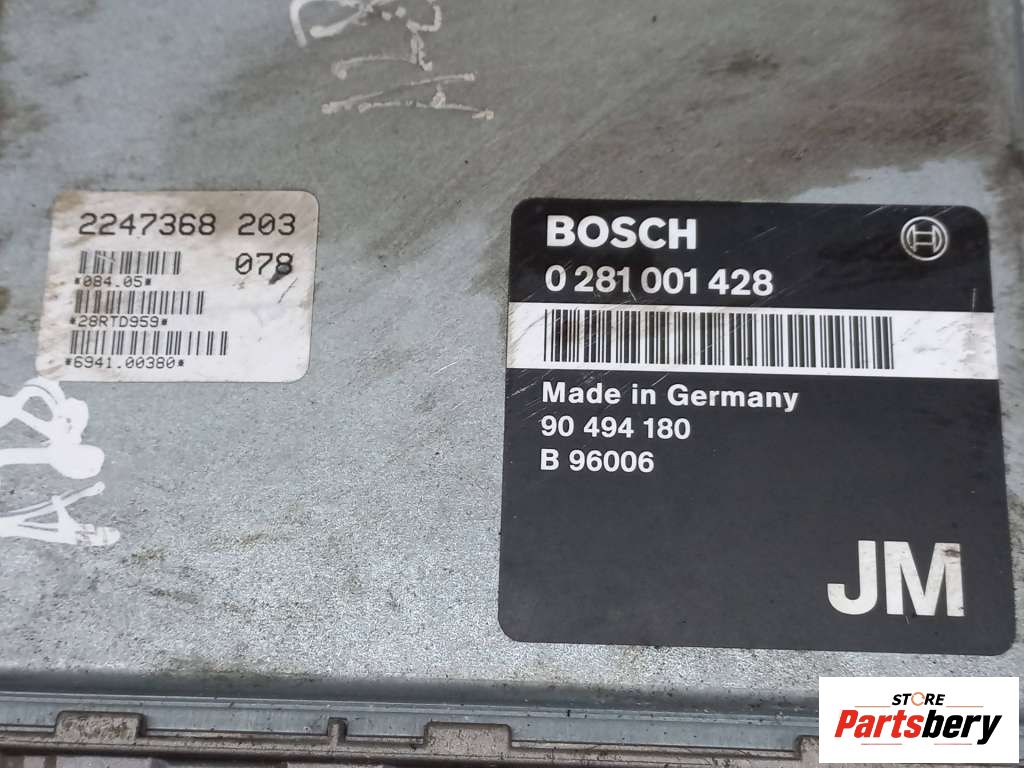 2247368 203
078
*084.05*
*28RTD959*
*6941.00380*
BOSCH
0 281 001 428
Made in Germany
90 494 180
B 96006
JM
STORE
Partsbery